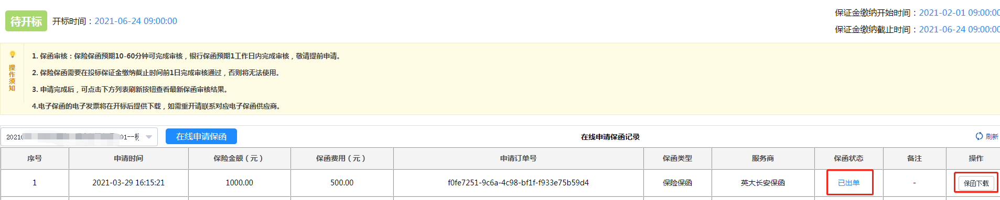 待开标 开标时间：2021-06-24 09:00:00
保证金缴纳开始时间：2021-02-01 09:00:00
保证金缴纳截止时间：2021-06-24 09:00:00
操作须知
1. 保函审核：保险保函预期10-60分钟可完成审核，银行保函预期1工作日内完成审核，敬请提前申请。
2. 保险保函需要在投标保证金缴纳截止时间前1日完成审核通过，否则将无法使用。
3. 申请完成后，可点击下方列表刷新按钮查看最新保函审核结果。
4.电子保函的电子发票将在开标后提供下载，如需重开请联系对应电子保函供应商。
2021 01--标 在线申请保函 在线申请保函记录 刷新
序号 申请时间 保险金额（元） 保函费用（元） 申请订单号 保函类型 服务商 保函状态 备注 操作
1 2021-03-29 16:15:21 1000.00 500.00 f0fe7251-9c6a-4c98-bf1f-f933e75b59d4 保险保函 英大长安保函 已出单 - 保函下载